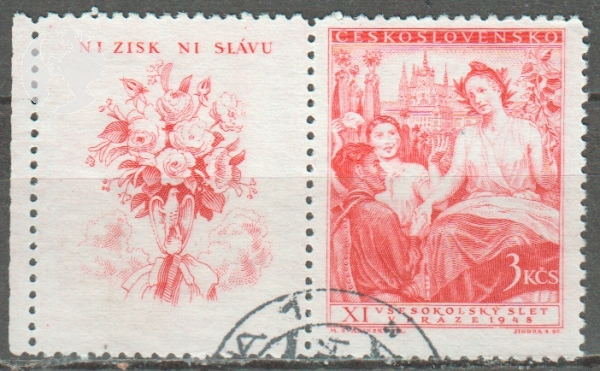 NI ZISK NI SLÁVU
ČESKOSLOVENSKO
3 KČS
XI VŠESOKOLSKÝ SLET
V PRAZE 1948